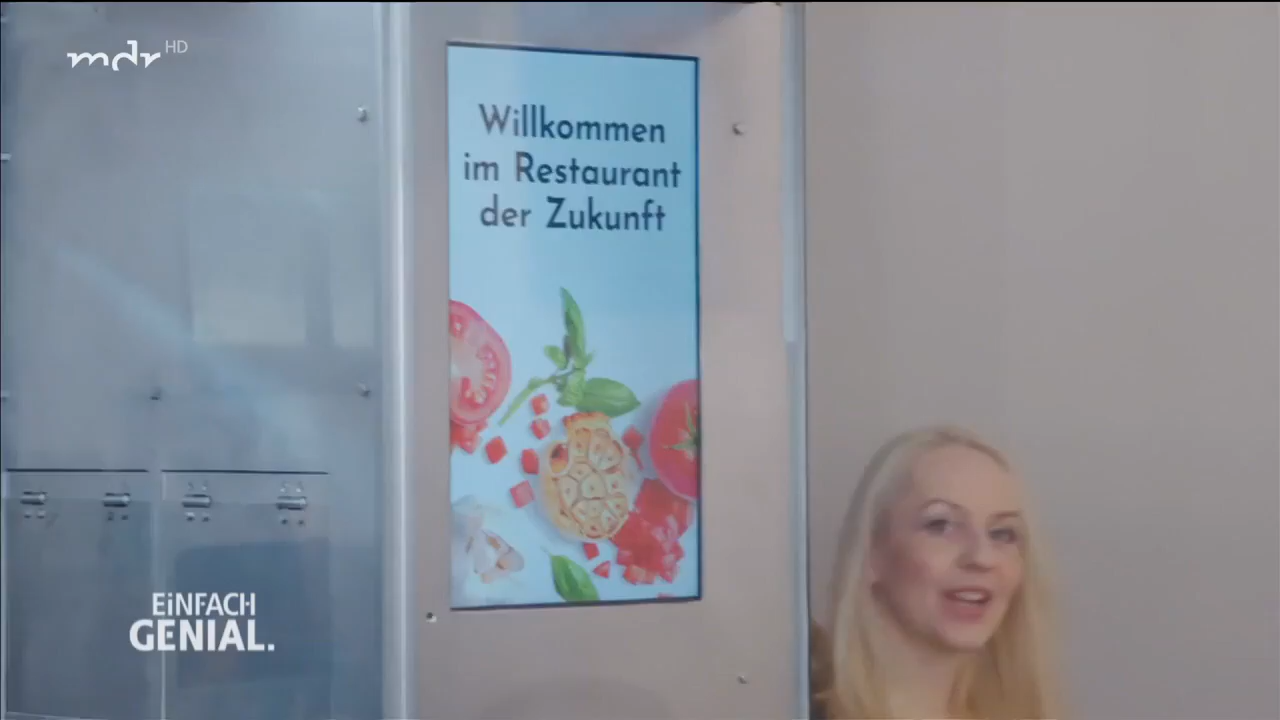 mdr HD
Willkommen
im Restaurant
der Zukunft
EiNFACH
GENIAL.